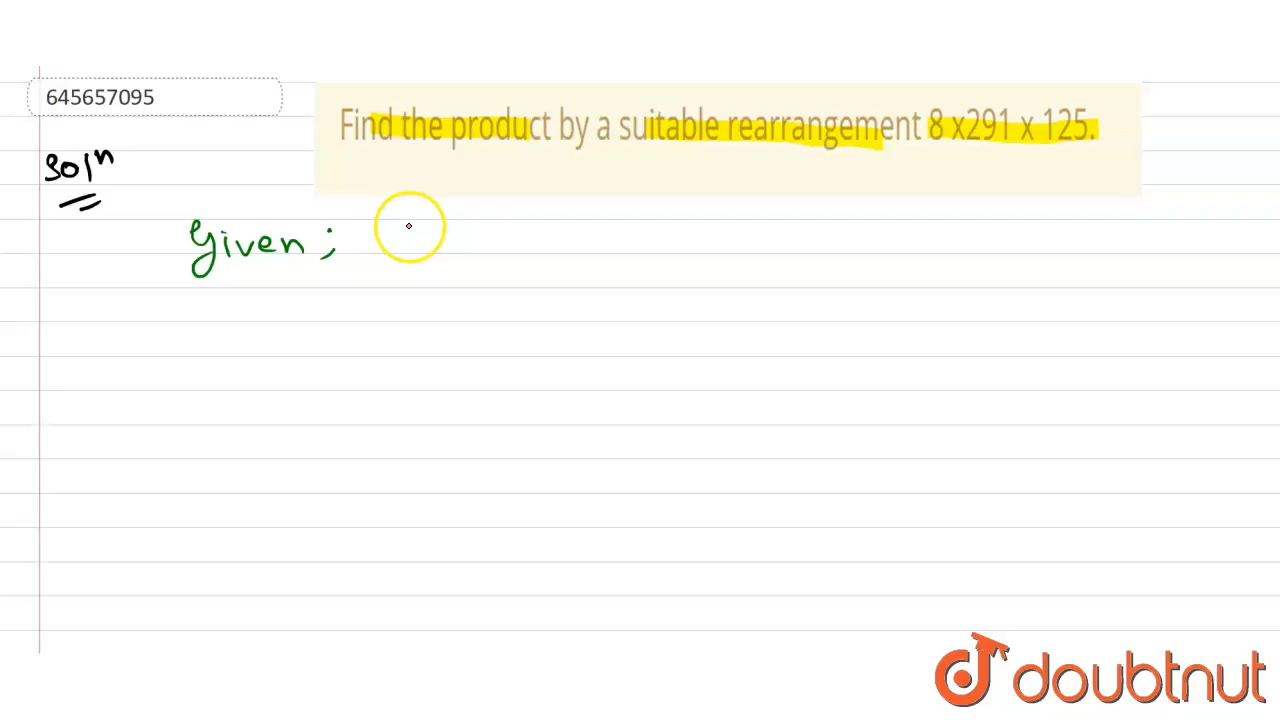 645657095
Find the product by a suitable rearrangement 8 x291 x 125.
Solⁿ
Given ;
doubtnut